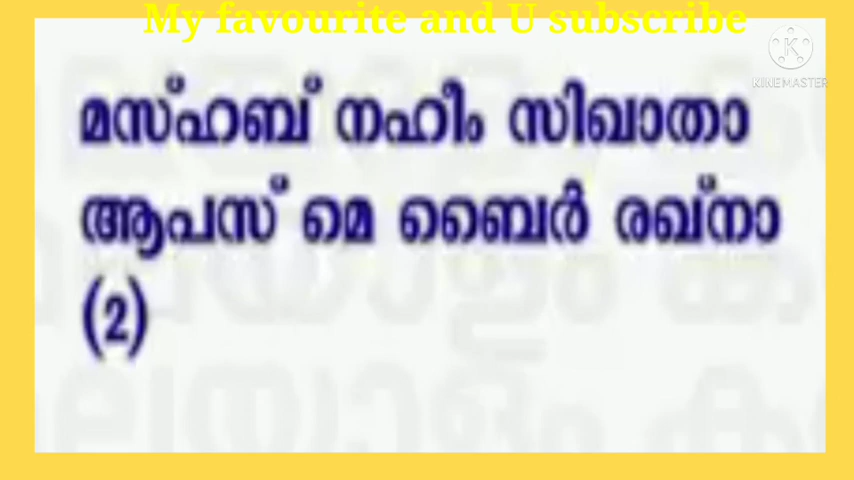 My favourite and U subscribe
KINEMASTER
മസ്ഹബ് നഹീം സിഖാതാ
ആപസ് മെ ബൈർ രഖ്നാ
(2)